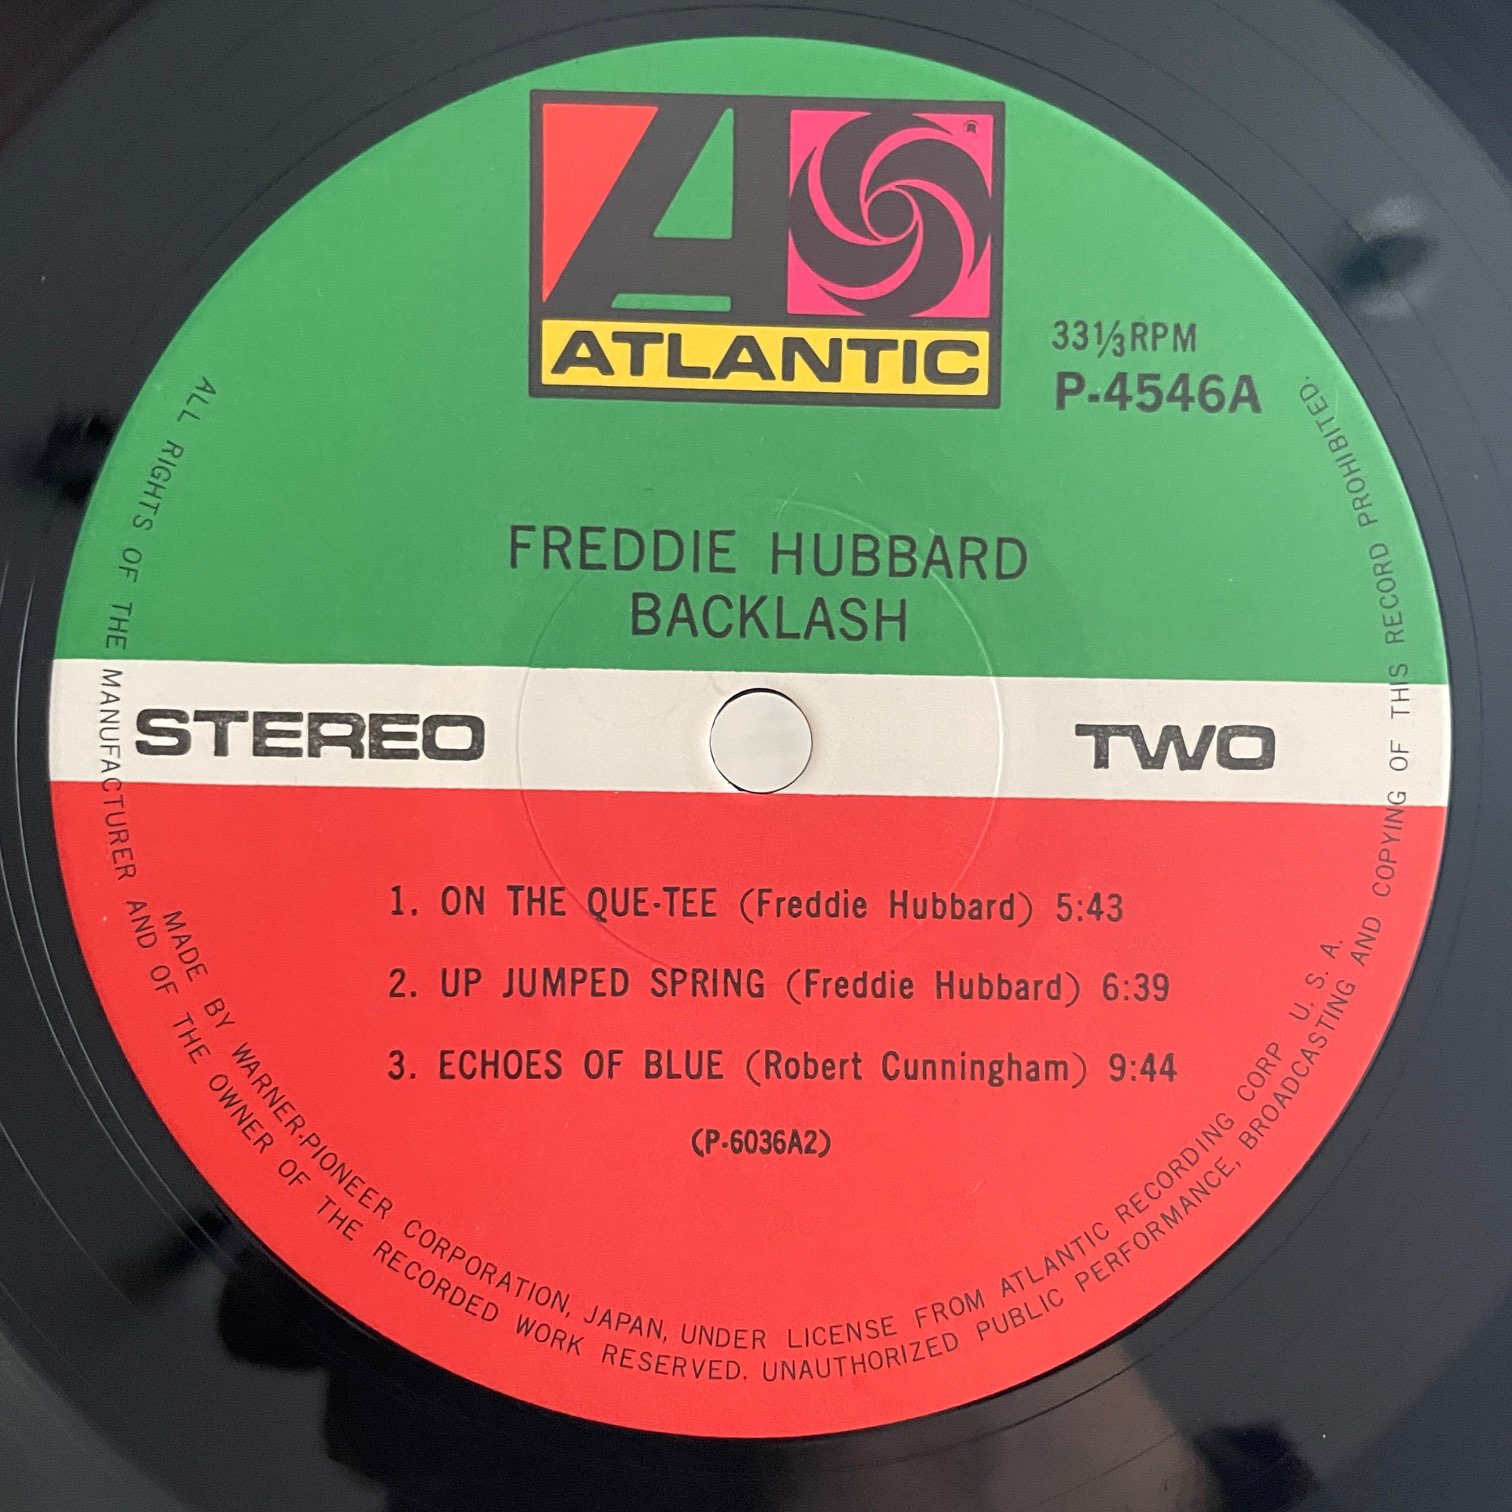 ATLANTIC
®
33⅓RPM
P-4546A
FREDDIE HUBBARD
BACKLASH
STEREO
TWO
1. ON THE QUE-TEE (Freddie Hubbard) 5:43
2. UP JUMPED SPRING (Freddie Hubbard) 6:39
3. ECHOES OF BLUE (Robert Cunningham) 9:44
(P-6036A2)
MADE BY WARNER-PIONEER CORPORATION, JAPAN, UNDER LICENSE FROM ATLANTIC RECORDING CORP U. S. A.
ALL RIGHTS OF THE MANUFACTURER AND OF THE OWNER OF THE RECORDED WORK RESERVED. UNAUTHORIZED PUBLIC PERFORMANCE, BROADCASTING AND COPYING OF THIS RECORD PROHIBITED.